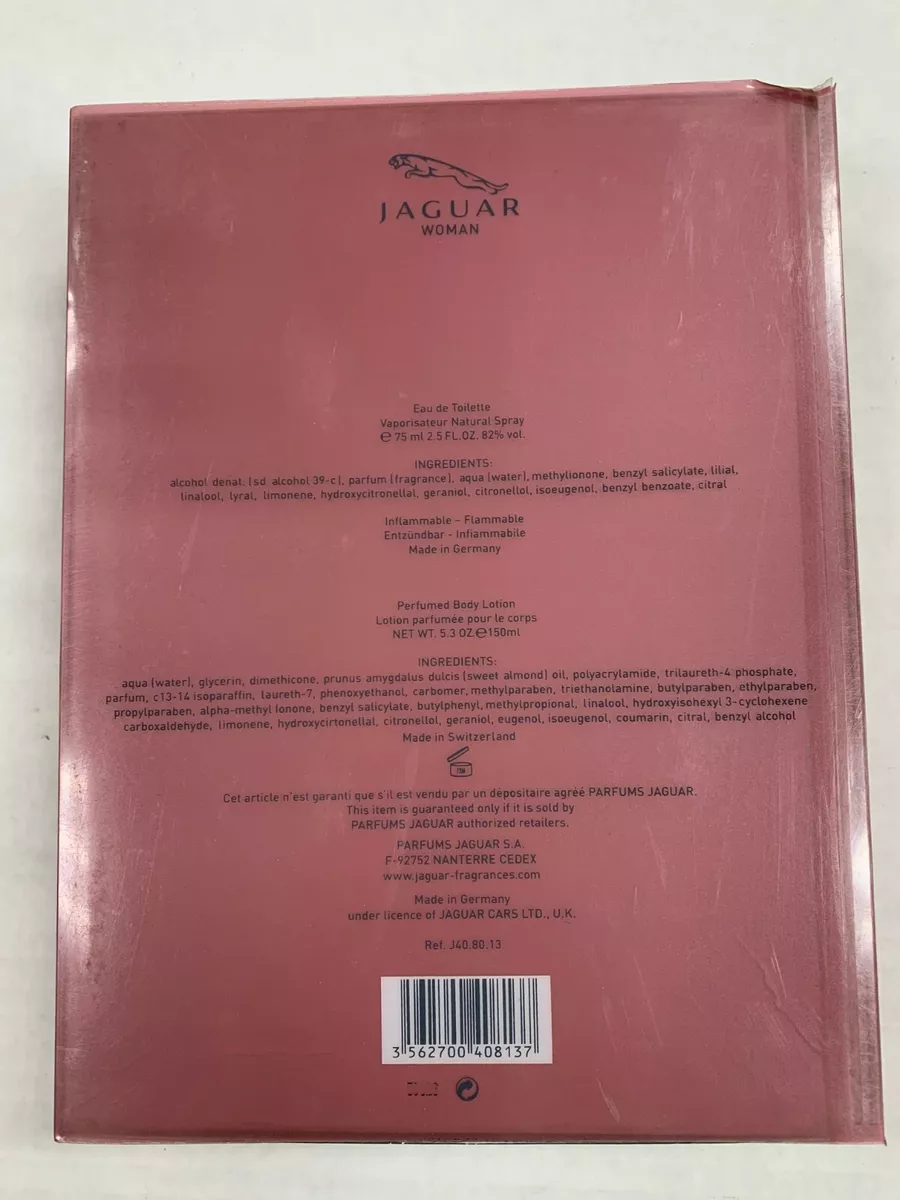 JAGUAR
WOMAN
Eau de Toilette
Vaporisateur Natural Spray
℮ 75 ml 2.5 FL.OZ. 82% vol.
INGREDIENTS:
alcohol denat. (sd alcohol 39-c), parfum (fragrance), aqua (water), methylionone, benzyl salicylate, lilial,
linalool, lyral, limonene, hydroxycitronellal, geraniol, citronellol, isoeugenol, benzyl benzoate, citral
Inflammable - Flammable
Entzündbar - Infiammabile
Made in Germany
Perfumed Body Lotion
Lotion parfumée pour le corps
NET WT. 5.3 OZ.℮150ml
INGREDIENTS:
aqua (water), glycerin, dimethicone, prunus amygdalus dulcis (sweet almond) oil, polyacrylamide, trilaureth-4 phosphate,
parfum, c13-14 isoparaffin, laureth-7, phenoxyethanol, carbomer, methylparaben, triethanolamine, butylparaben, ethylparaben,
propylparaben, alpha-methyl Ionone, benzyl salicylate, butylphenyl, methylpropional, linalool, hydroxyisohexyl 3-cyclohexene
carboxaldehyde, limonene, hydroxycirtonellal, citronellol, geraniol, eugenol, isoeugenol, coumarin, citral, benzyl alcohol
Made in Switzerland
Cet article n'est garanti que s'il est vendu par un dépositaire agréé PARFUMS JAGUAR.
This item is guaranteed only if it is sold by
PARFUMS JAGUAR authorized retailers.
PARFUMS JAGUAR S.A.
F-92752 NANTERRE CEDEX
www.jaguar-fragrances.com
Made in Germany
under licence of JAGUAR CARS LTD., U.K.
Ref. J40.80.13
3 562700 408137